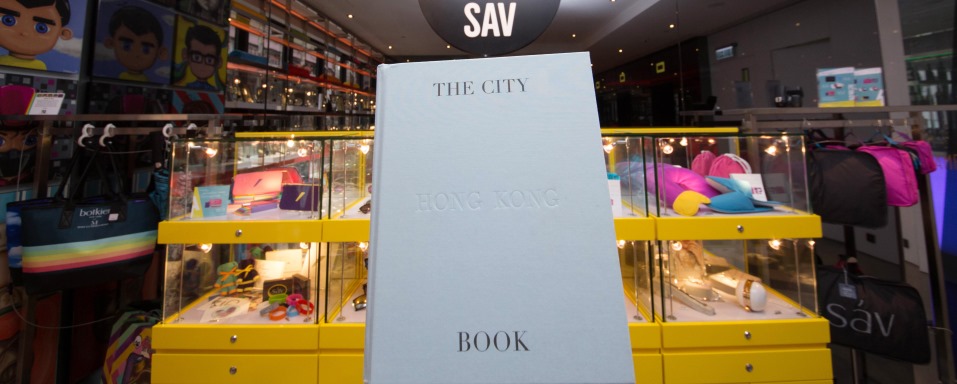 SAV
THE CITY
HONG KONG
BOOK
botkier
sáv